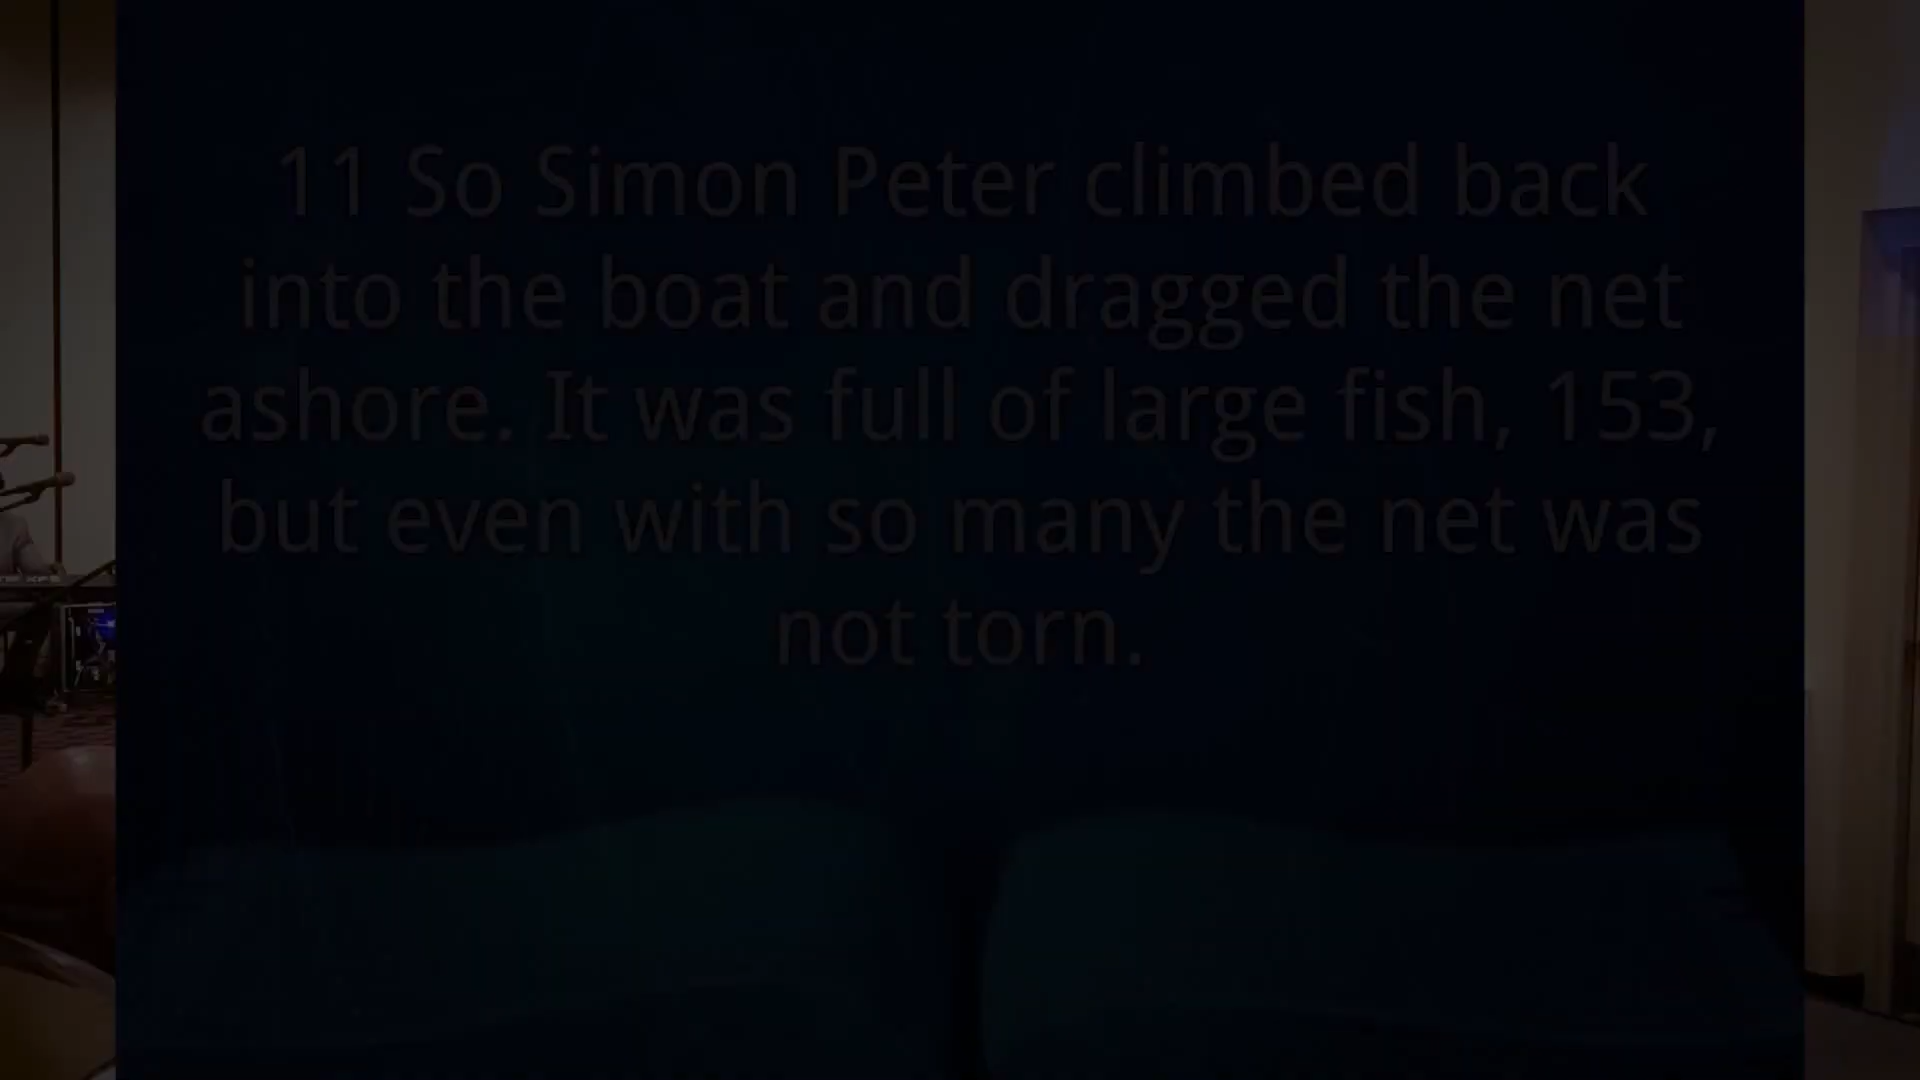 11 So Simon Peter climbed back
into the boat and dragged the net
ashore. It was full of large fish, 153,
but even with so many the net was
not torn.